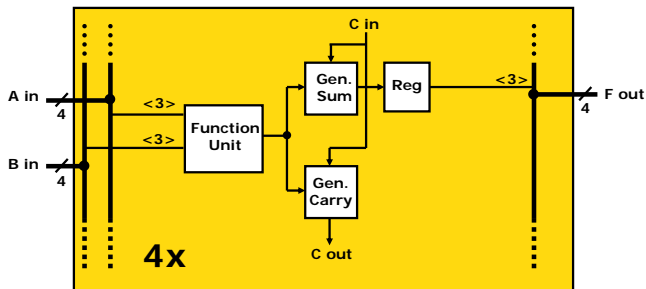 C in
A in
4
<3>
Function
Unit
<3>
B in
4
Gen.
Sum
Reg
<3>
F out
4
Gen.
Carry
C out
4x